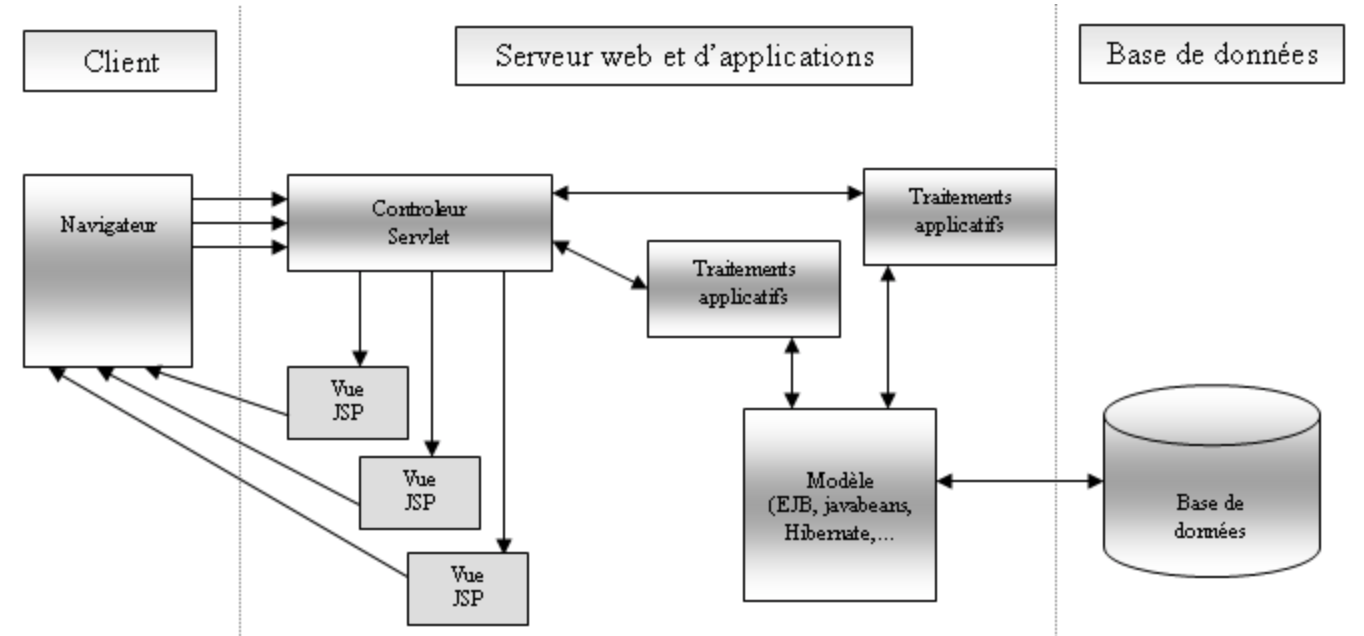 Client
Serveur web et d'applications
Base de données
Navigateur
Controleur
Servlet
Traitements
applicatifs
Traitements
applicatifs
Vue
JSP
Vue
JSP
Vue
JSP
Modèle
(EJB, javabeans,
Hibernate,...
Base de
données